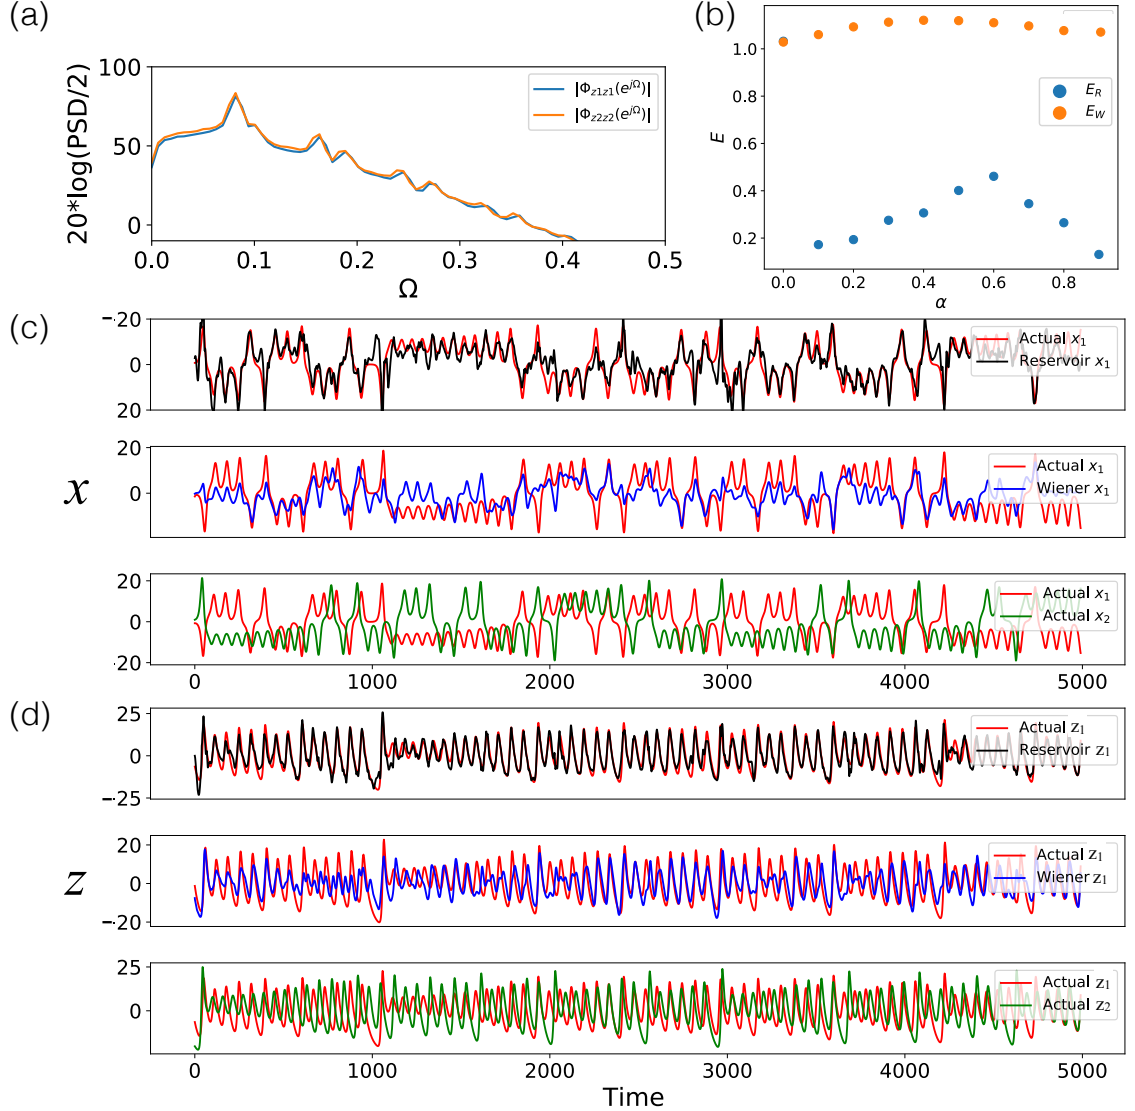 (a)
100
50
0
20*log(PSD/2)
0.0 0.1 0.2 0.3 0.4 0.5
Ω
|Φz1z1(e^jΩ)|
|Φz2z2(e^jΩ)|
(b)
1.0
0.8
0.6
0.4
0.2
E
0.0 0.2 0.4 0.6 0.8
α
E_R
E_W
(c)
−20
0
20
Actual x₁
Reservoir x₁
x
20
0
Actual x₁
Wiener x₁
20
0
·20
Actual x₁
Actual x₂
0 1000 2000 3000 4000 5000
(d)
25
0
−25
Actual z₁
Reservoir z₁
z
20
0
−20
Actual z₁
Wiener z₁
25
0
Actual z₁
Actual z₂
0 1000 2000 3000 4000 5000
Time